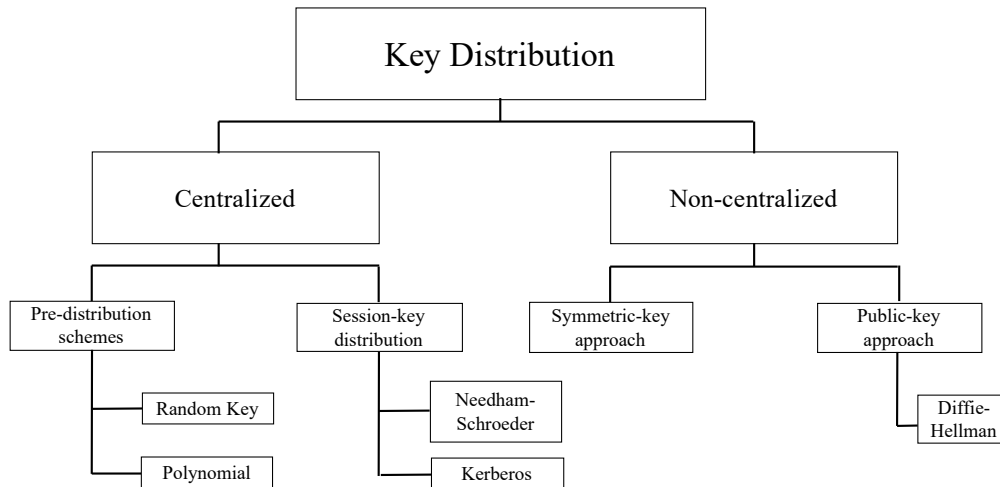 Key Distribution
Centralized
Non-centralized
Pre-distribution
schemes
Session-key
distribution
Symmetric-key
approach
Public-key
approach
Random Key
Needham-
Schroeder
Diffie-
Hellman
Polynomial
Kerberos